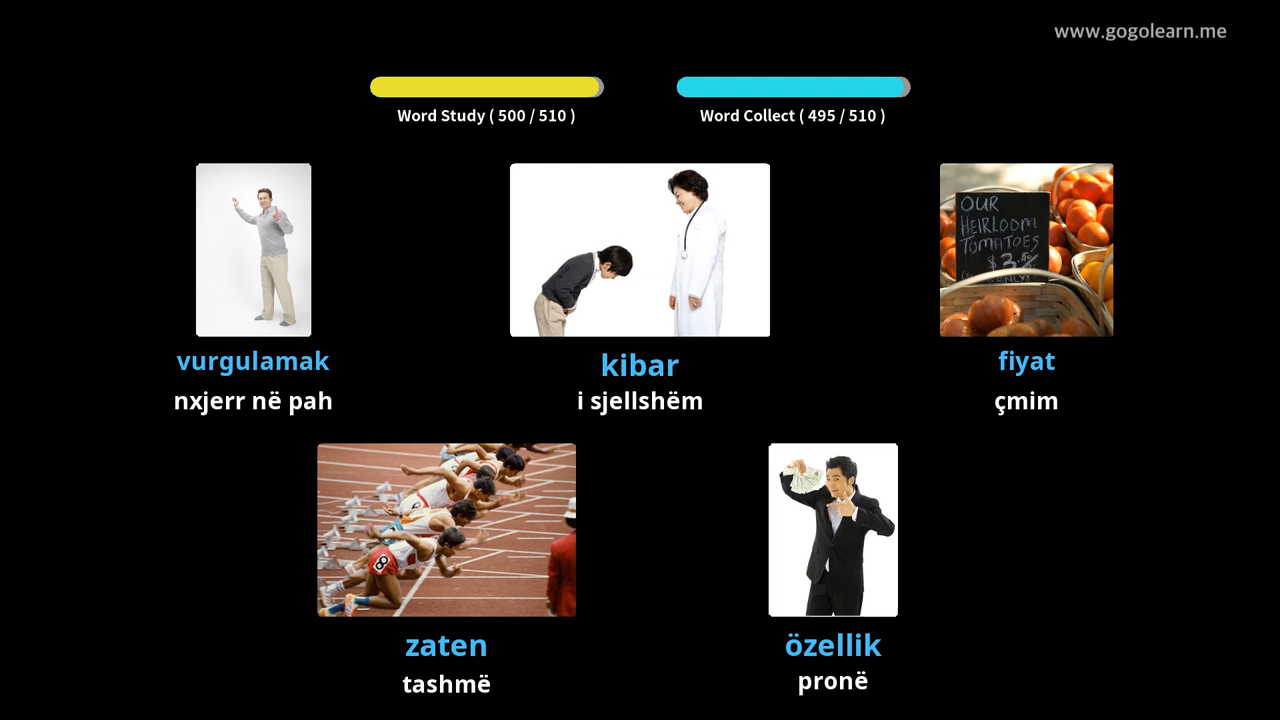 www.gogolearn.me
Word Study ( 500 / 510 )
Word Collect ( 495 / 510 )
OUR
HEIRLOOM
TOMATOES
vurgulamak
nxjerr në pah
kibar
i sjellshëm
fiyat
çmim
8
zaten
tashmë
özellik
pronë